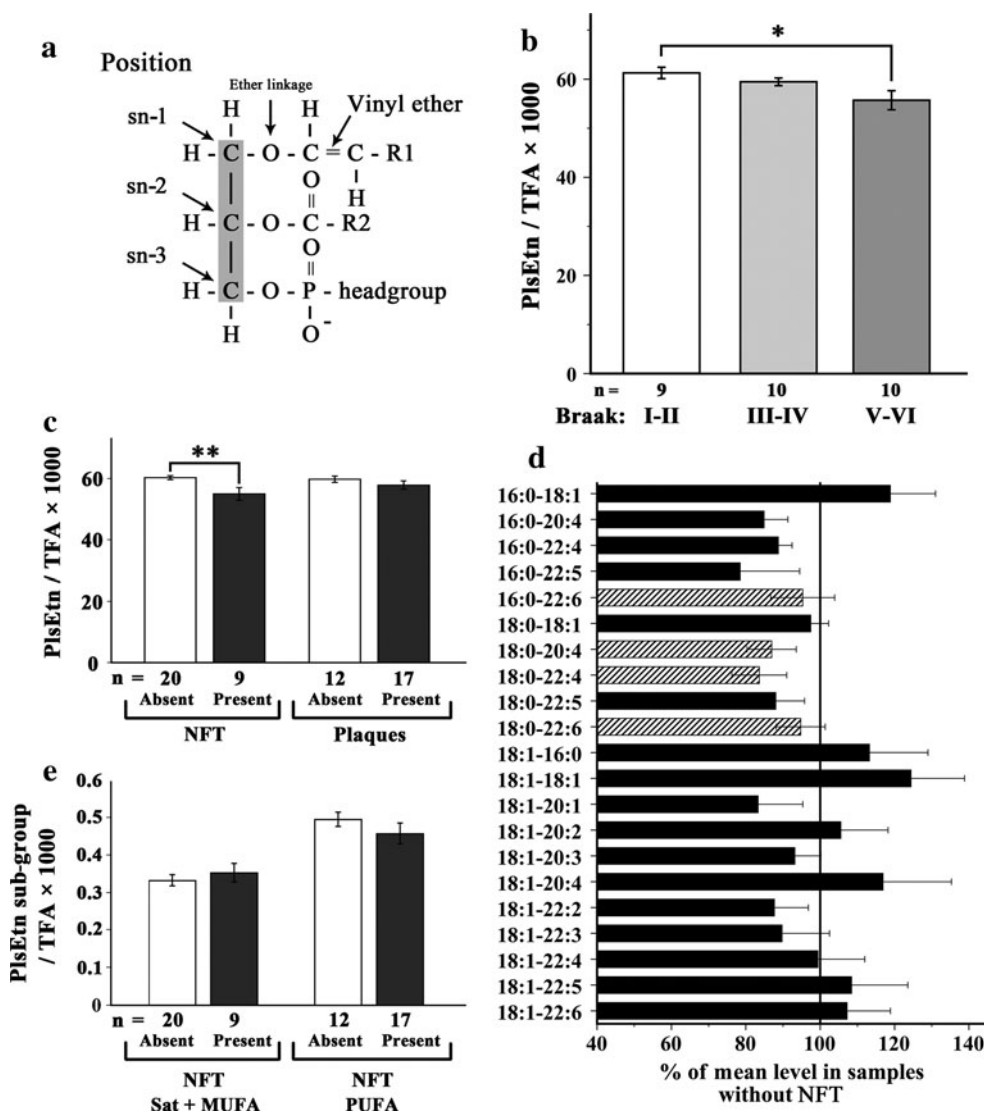 a
Position
Ether linkage
Vinyl ether
sn-1
H H
H - C - O - C = C - R1
O H
sn-2
H - C - O - C - R2
O
sn-3
H - C - O - P - headgroup
H O-
b
*
PlsEtn / TFA × 1000
60
40
20
0
n = 9 10 10
Braak: I-II III-IV V-VI
c
**
PlsEtn / TFA × 1000
60
40
20
0
n = 20 9 12 17
Absent Present Absent Present
NFT Plaques
d
16:0-18:1
16:0-20:4
16:0-22:4
16:0-22:5
16:0-22:6
18:0-18:1
18:0-20:4
18:0-22:4
18:0-22:5
18:0-22:6
18:1-16:0
18:1-18:1
18:1-20:1
18:1-20:2
18:1-20:3
18:1-20:4
18:1-22:2
18:1-22:3
18:1-22:4
18:1-22:5
18:1-22:6
40 60 80 100 120 140
% of mean level in samples
without NFT
e
PlsEtn sub-group
/ TFA × 1000
0.6
0.5
0.4
0.3
0.2
0.1
0
n = 20 9 12 17
Absent Present Absent Present
NFT NFT
Sat + MUFA PUFA